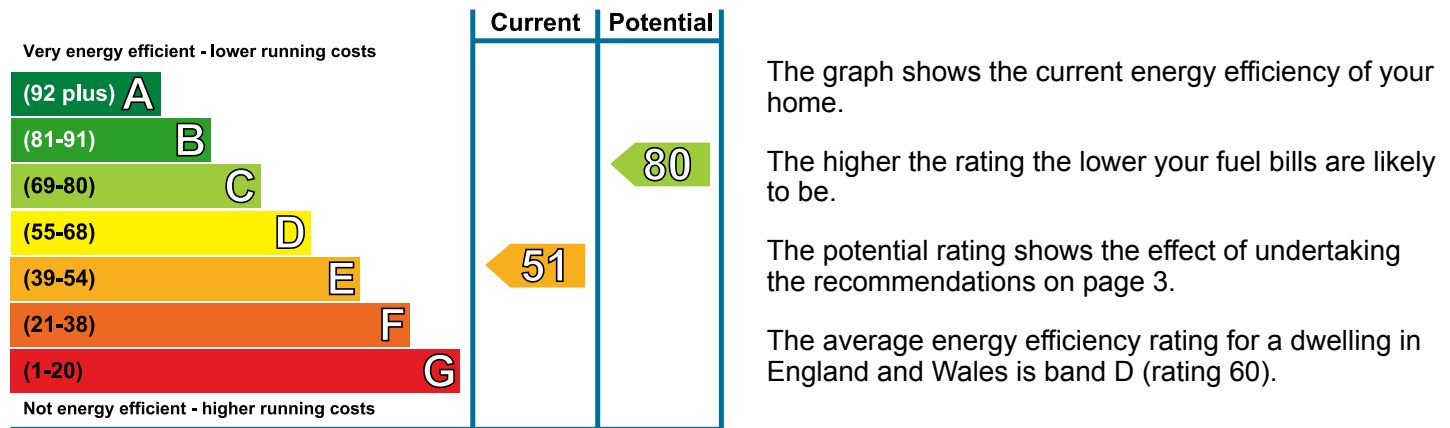 Current Potential
Very energy efficient - lower running costs
(92 plus) A
(81-91) B
(69-80) C
80
(55-68) D
(39-54) E
51
(21-38) F
(1-20) G
Not energy efficient - higher running costs
The graph shows the current energy efficiency of your
home.
The higher the rating the lower your fuel bills are likely
to be.
The potential rating shows the effect of undertaking
the recommendations on page 3.
The average energy efficiency rating for a dwelling in
England and Wales is band D (rating 60).